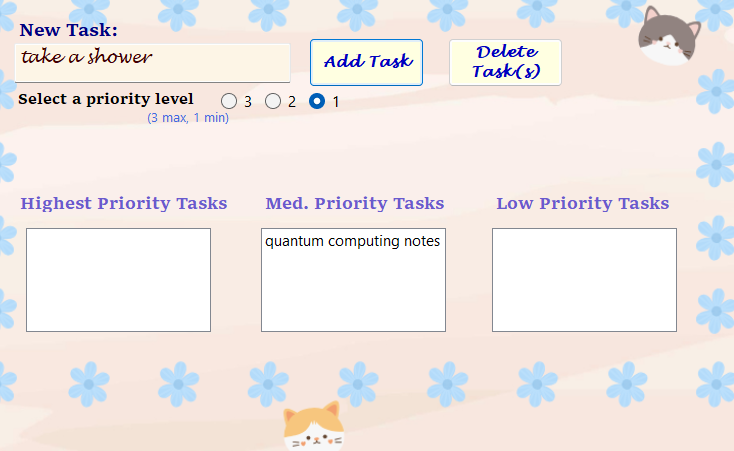 New Task:
take a shower
Add Task
Delete
Task(s)
Select a priority level
3 2 1
(3 max, 1 min)
Highest Priority Tasks Med. Priority Tasks Low Priority Tasks
quantum computing notes